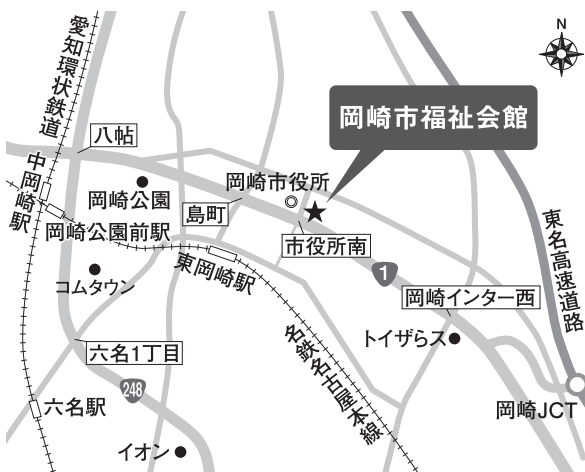 N
愛知環状鉄道
八帖
岡崎市福祉会館
中岡崎駅
岡崎公園
岡崎市役所
島町
岡崎公園前駅
市役所南
東岡崎駅
東名高速道路
コムタウン
1
岡崎インター西
トイザらス
六名1丁目
名鉄名古屋本線
248
岡崎JCT
六名駅
イオン